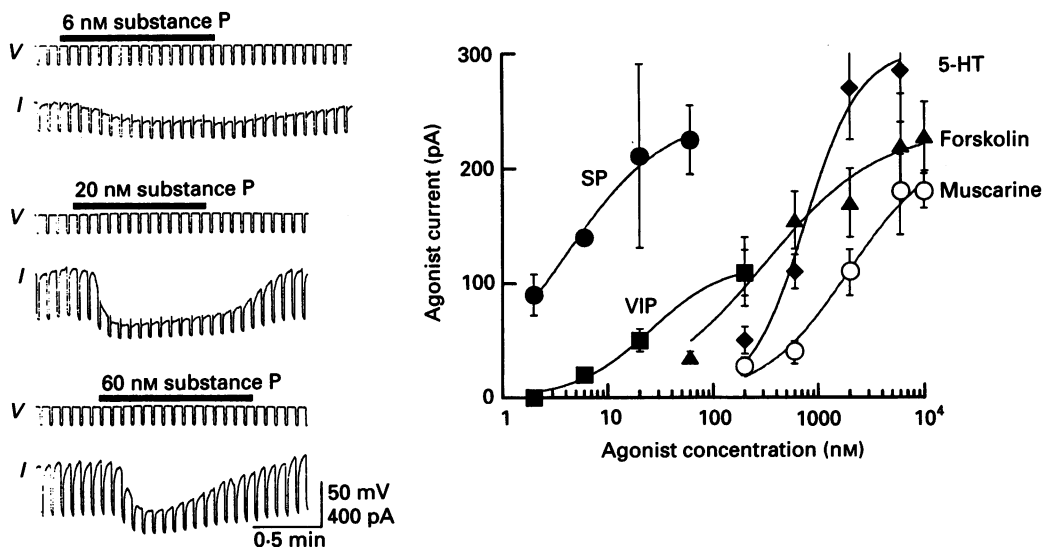 6 nM substance P
V
I
20 nM substance P
V
I
60 nM substance P
V
I
50 mV
400 pA
0·5 min
Agonist current (pA)
300
200
100
0
SP
VIP
5-HT
Forskolin
Muscarine
1
10
100
1000
10⁴
Agonist concentration (nM)